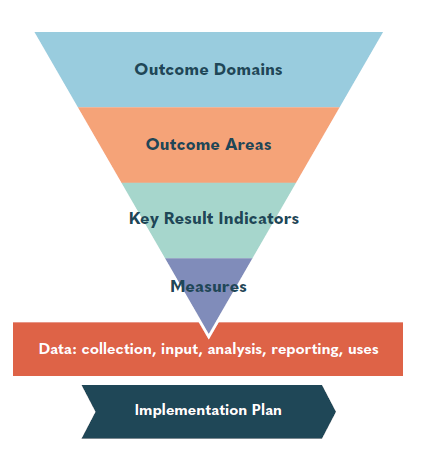 Outcome Domains
Outcome Areas
Key Result Indicators
Measures
Data: collection, input, analysis, reporting, uses
Implementation Plan